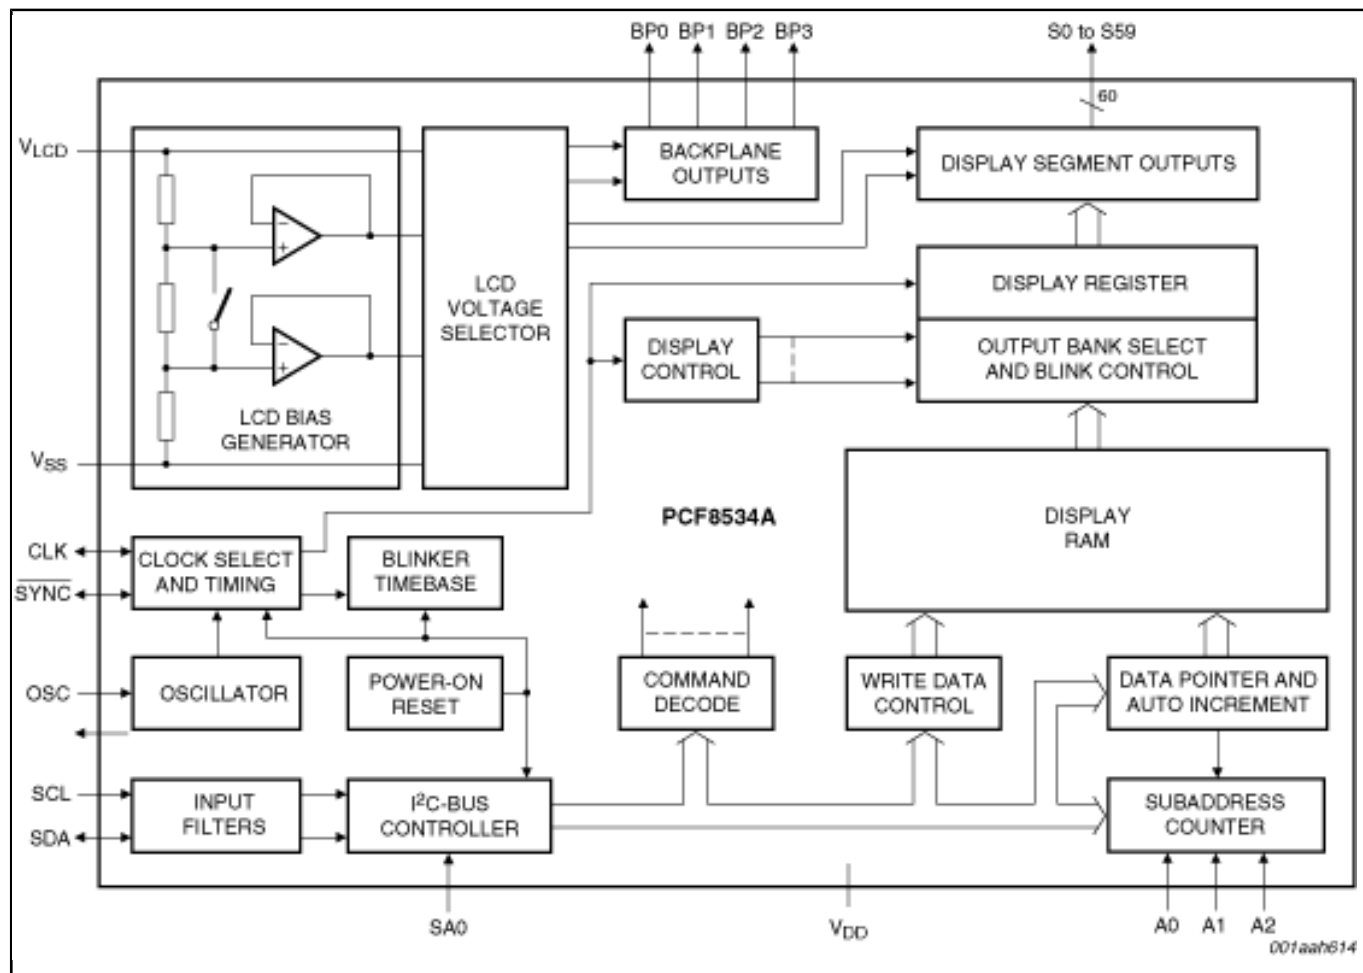 BP0 BP1 BP2 BP3
S0 to S59
60
VLCD
BACKPLANE
OUTPUTS
DISPLAY SEGMENT OUTPUTS
−
+
LCD
VOLTAGE
SELECTOR
DISPLAY REGISTER
−
+
DISPLAY
CONTROL
OUTPUT BANK SELECT
AND BLINK CONTROL
LCD BIAS
GENERATOR
VSS
PCF8534A
DISPLAY
RAM
CLK
SYNC
CLOCK SELECT
AND TIMING
BLINKER
TIMEBASE
OSC
OSCILLATOR
POWER-ON
RESET
COMMAND
DECODE
WRITE DATA
CONTROL
DATA POINTER AND
AUTO INCREMENT
SCL
SDA
INPUT
FILTERS
I2C-BUS
CONTROLLER
SUBADDRESS
COUNTER
SA0
VDD
A0 A1 A2
001aah614